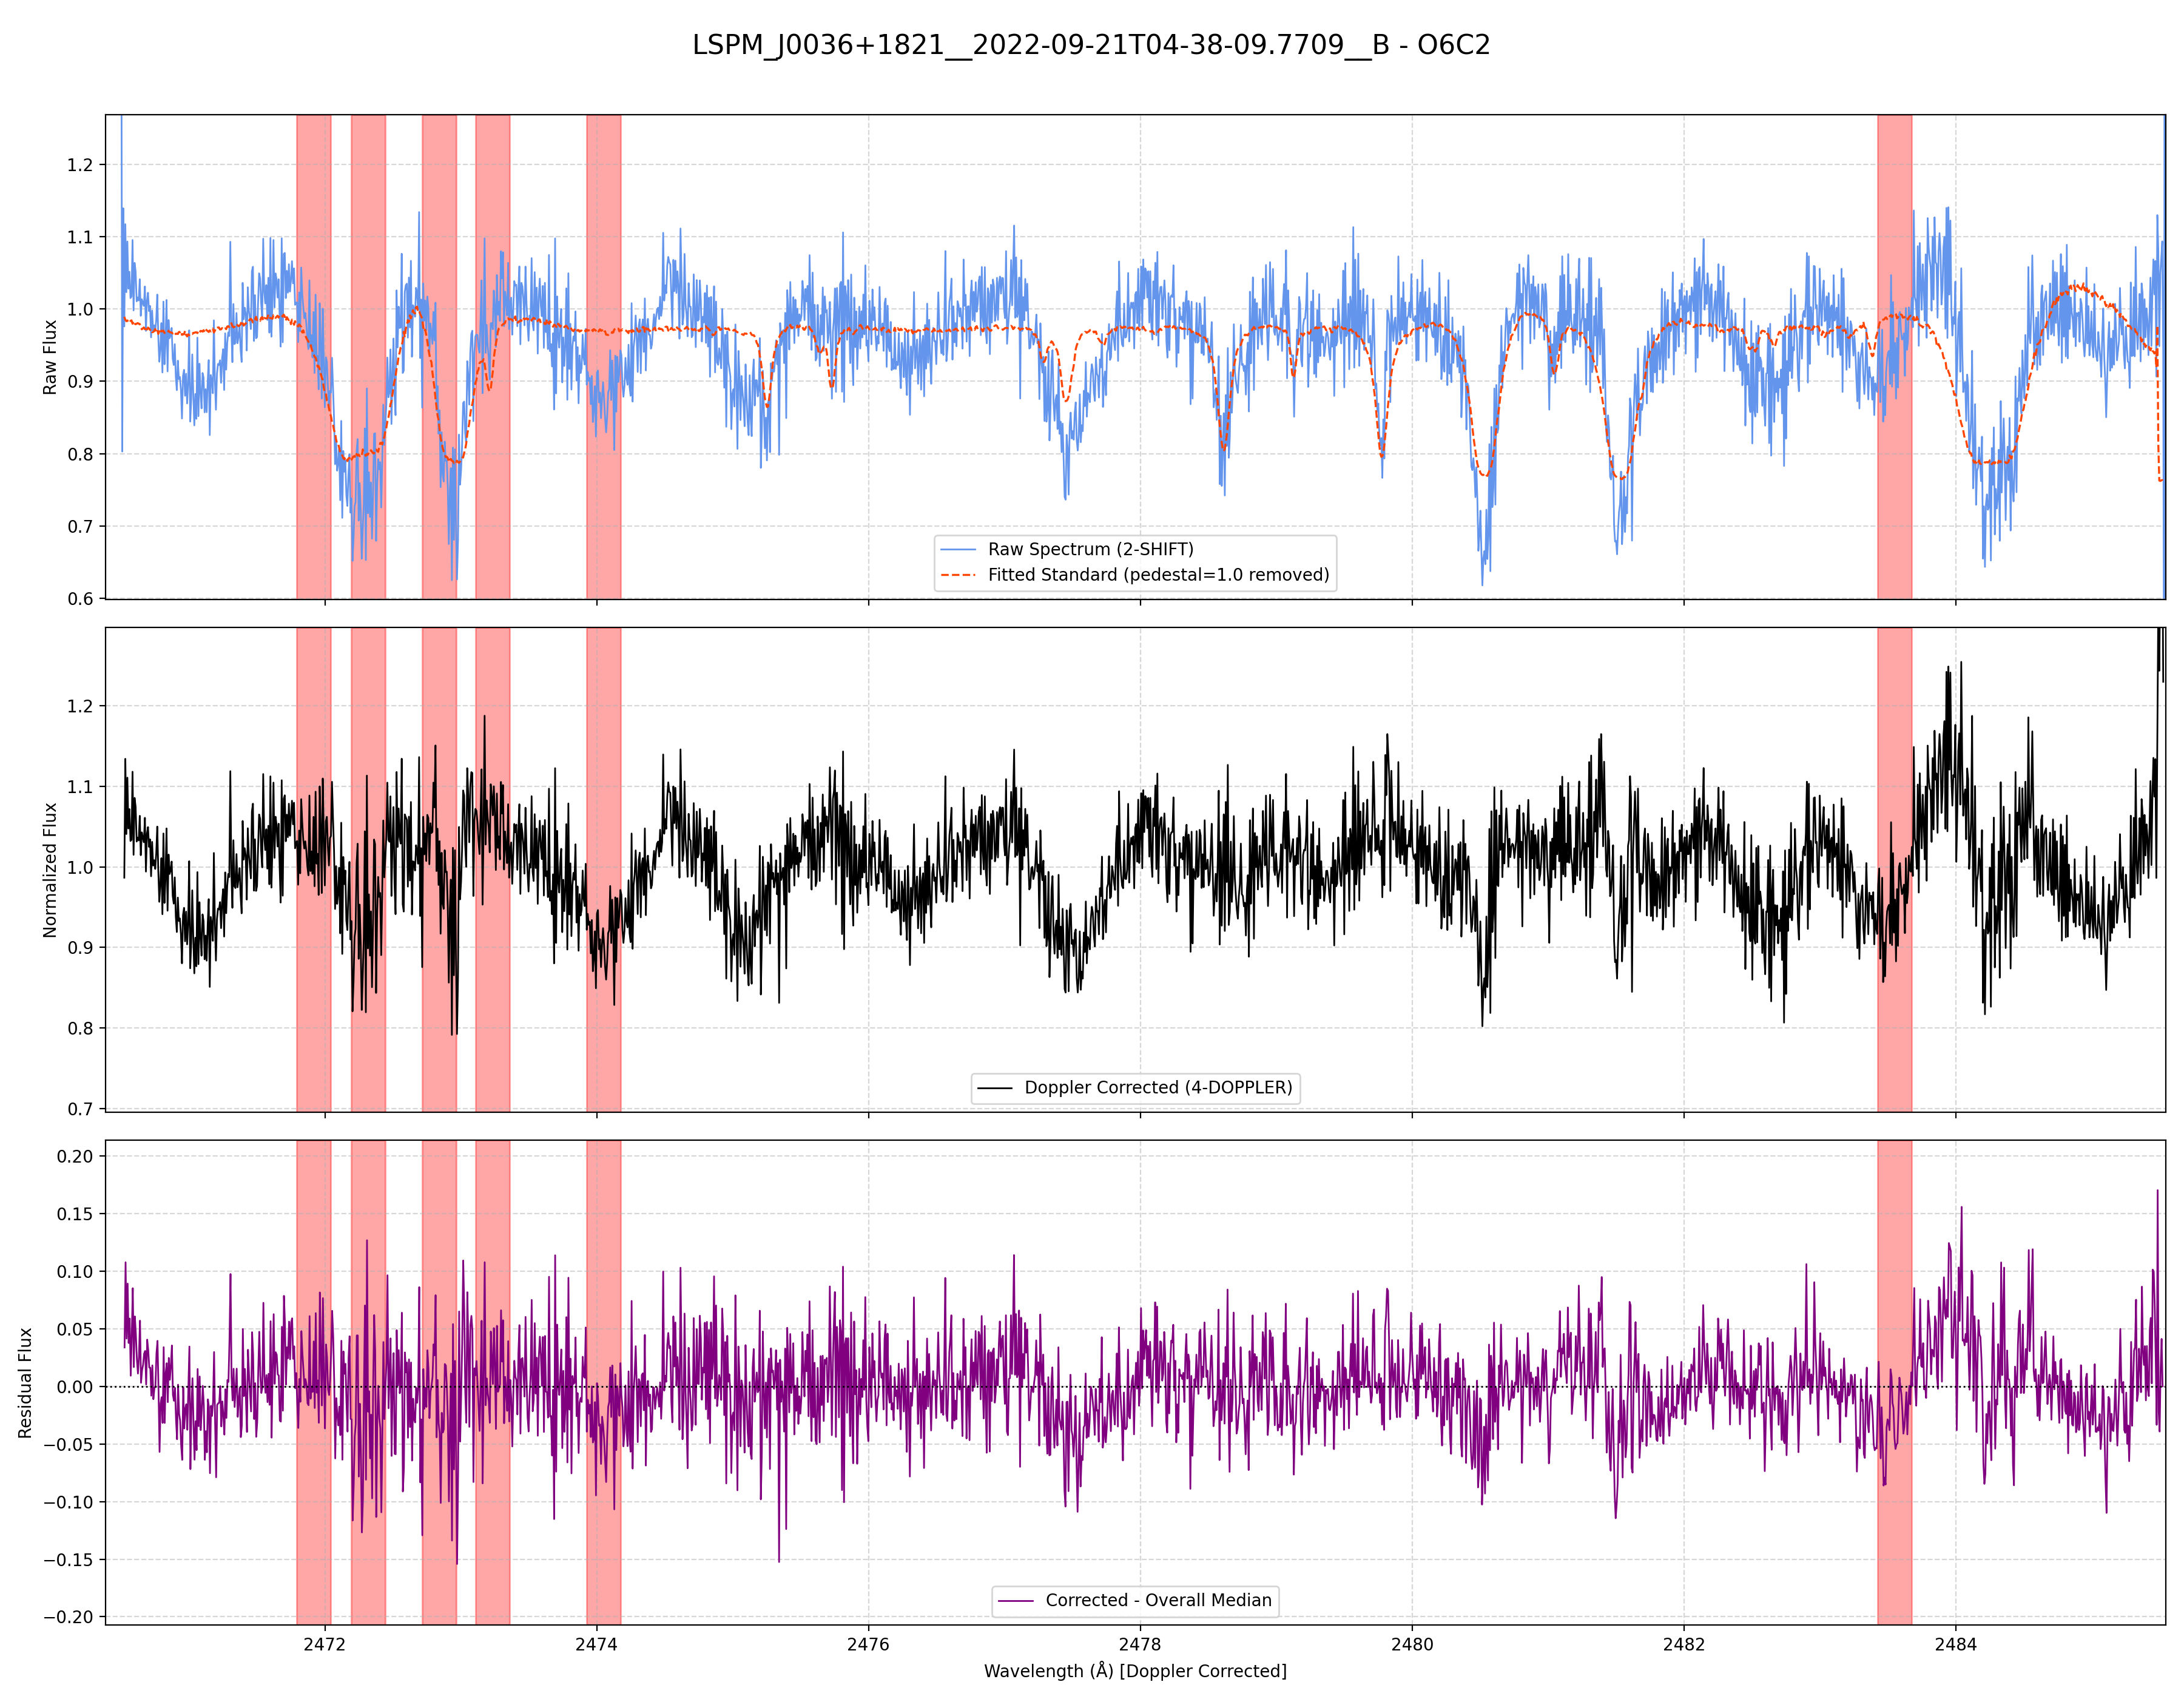 LSPM_J0036+1821__2022-09-21T04-38-09.7709__B - O6C2
1.2
1.1
1.0
0.9
0.8
0.7
0.6
Raw Flux
Raw Spectrum (2-SHIFT)
Fitted Standard (pedestal=1.0 removed)
1.2
1.1
1.0
0.9
0.8
0.7
Normalized Flux
Doppler Corrected (4-DOPPLER)
0.20
0.15
0.10
0.05
0.00
−0.05
−0.10
−0.15
−0.20
Residual Flux
Corrected - Overall Median
2472 2474 2476 2478 2480 2482 2484
Wavelength (Å) [Doppler Corrected]